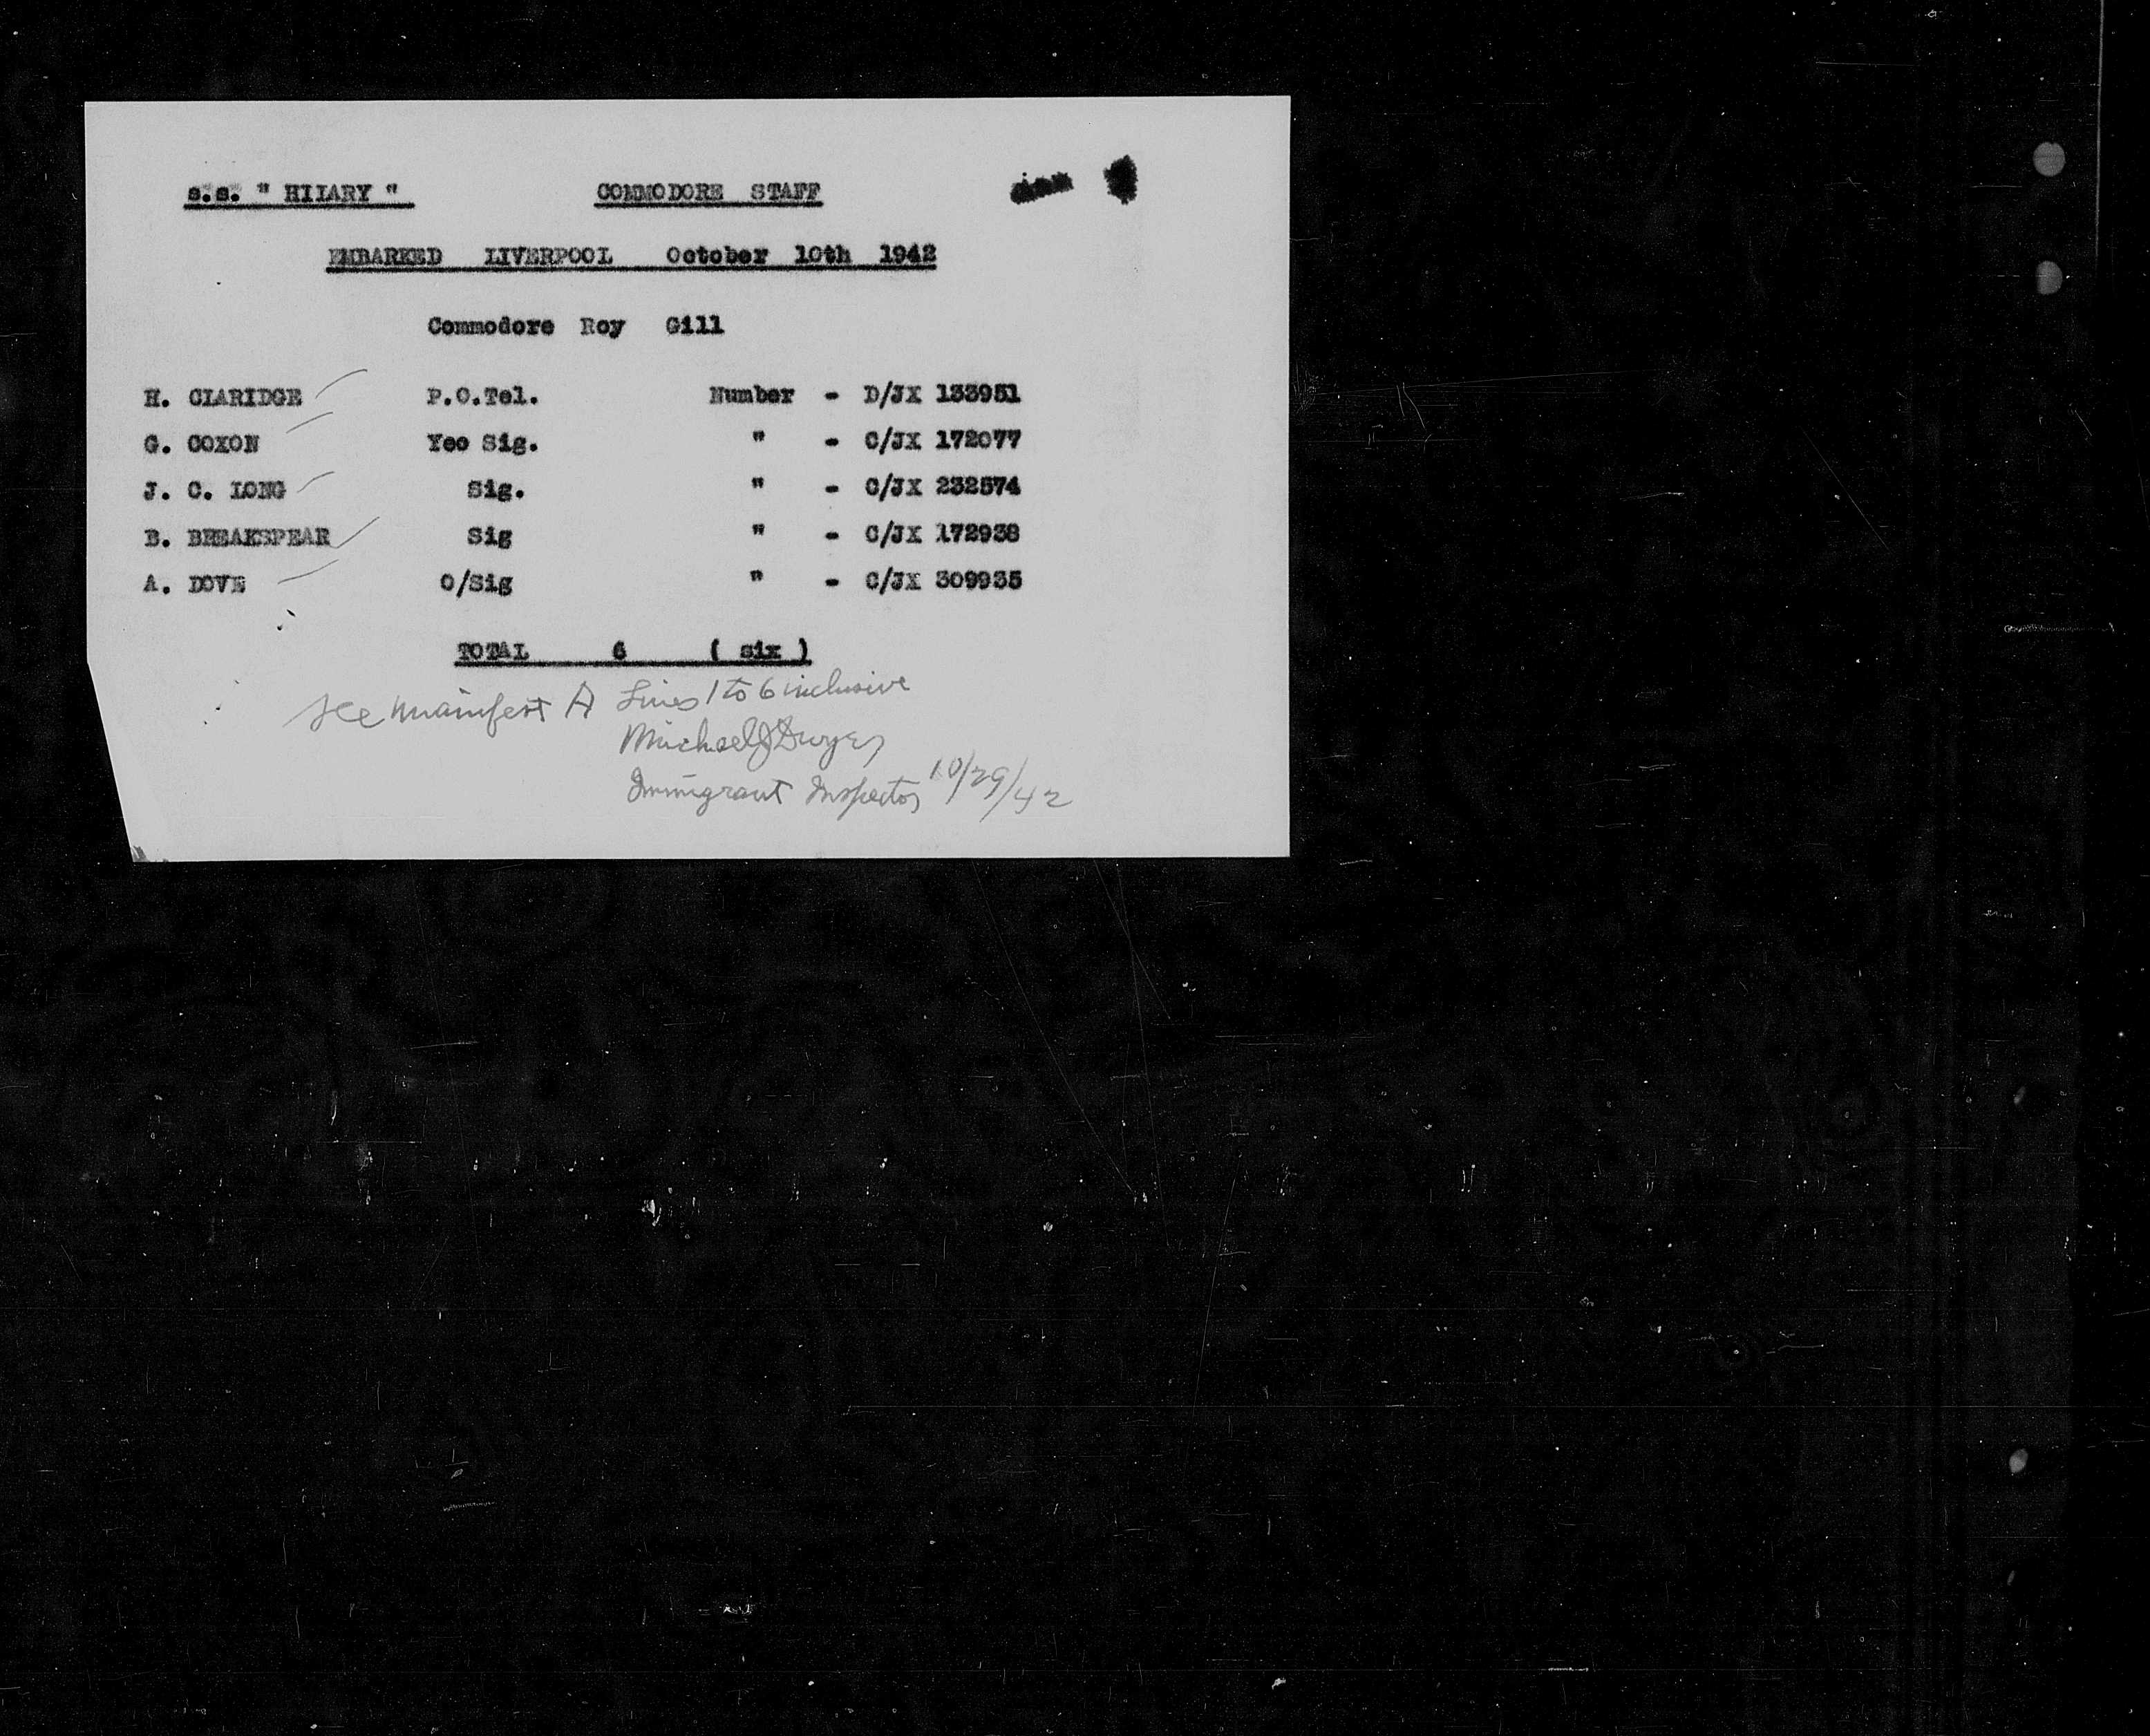 s.s. " HILARY " COMMODORE STAFF
EMBARKED LIVERPOOL October 10th 1942
Commodore Roy Gill
H. CLARIDGE P.O.Tel. Number - D/JX 133951
G. COXON Yeo Sig. " - C/JX 172077
J. C. LONG Sig. " - C/JX 232574
B. BREAKSPEAR Sig " - C/JX 172938
A. DOVE O/Sig " - C/JX 309935
TOTAL 6 ( six )
See manifest A Lines 1 to 6 inclusive
Michael J Dwyer
Immigrant Inspector 10/29/42